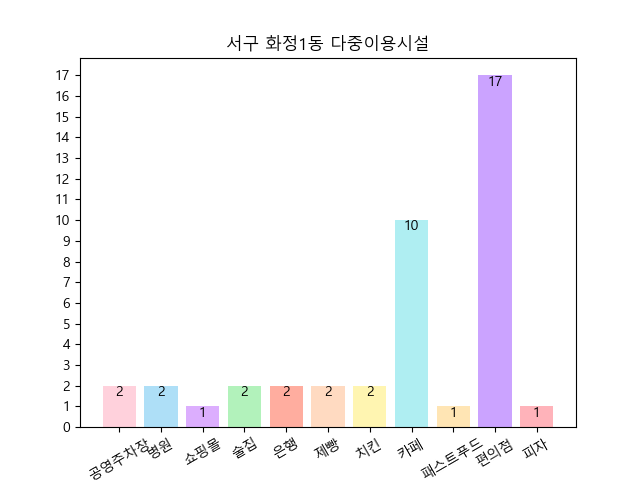 서구 화정1동 다중이용시설
17
16
15
14
13
12
11
10
9
8
7
6
5
4
3
2
1
0
2
2
1
2
2
2
2
10
1
17
1
공영주차장
병원
쇼핑몰
술집
은행
제빵
치킨
카페
패스트푸드
편의점
피자